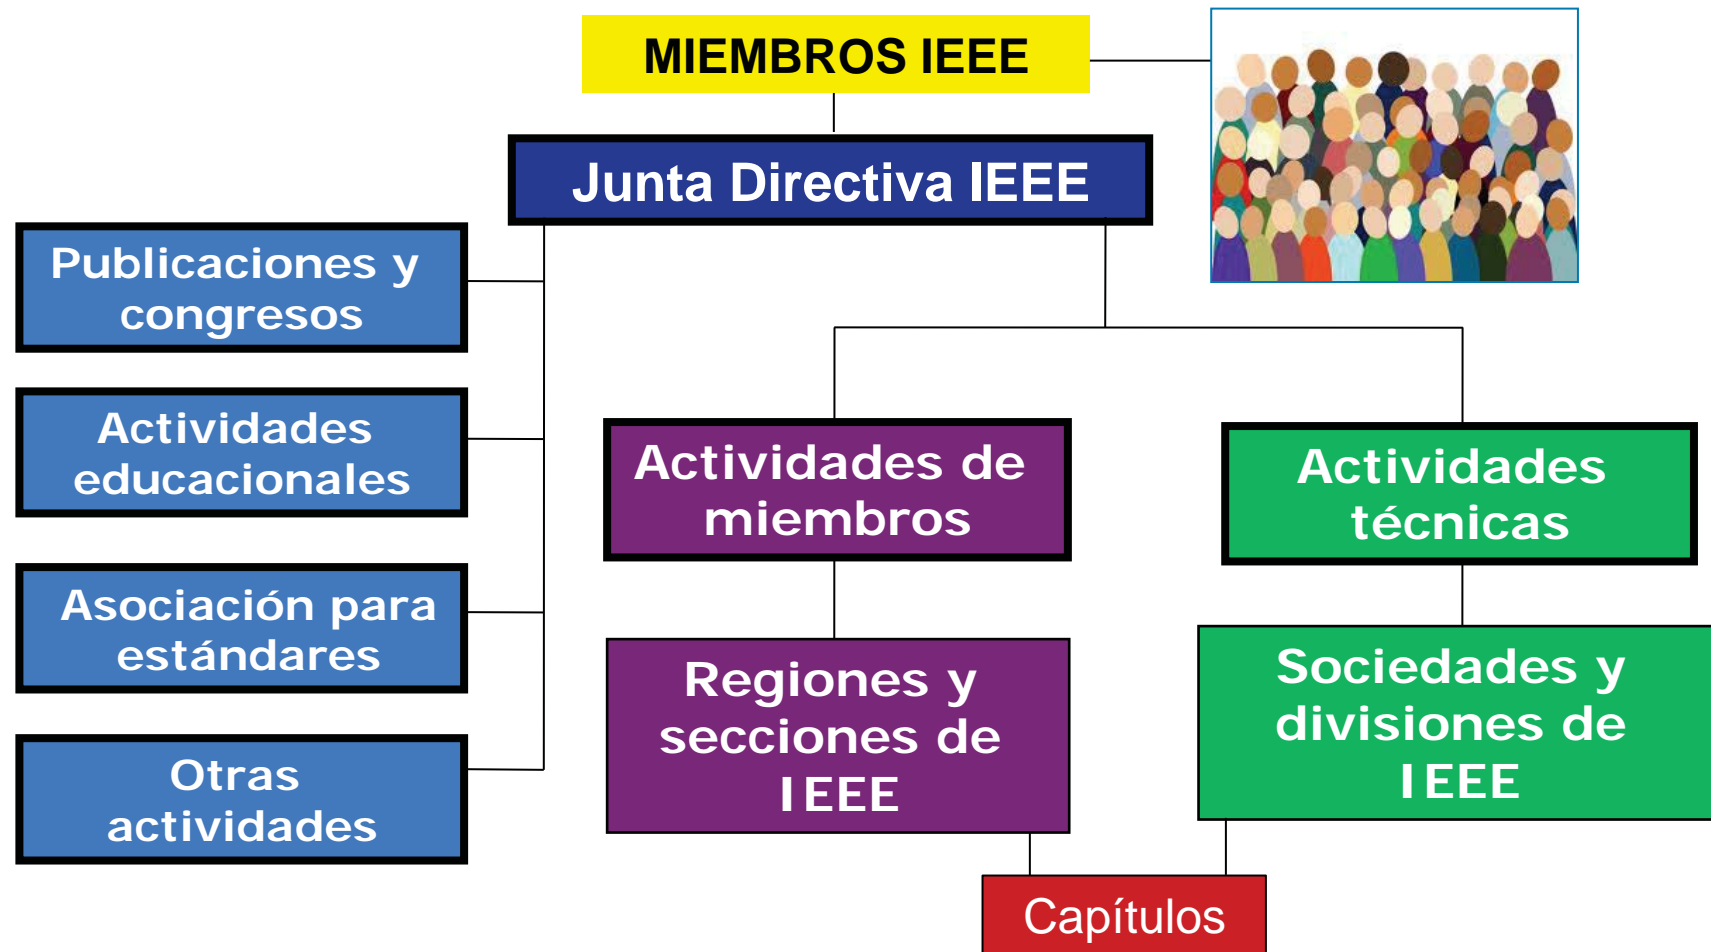 MIEMBROS IEEE
Junta Directiva IEEE
Publicaciones y
congresos
Actividades
educacionales
Asociación para
estándares
Otras
actividades
Actividades de
miembros
Regiones y
secciones de
IEEE
Actividades
técnicas
Sociedades y
divisiones de
IEEE
Capítulos